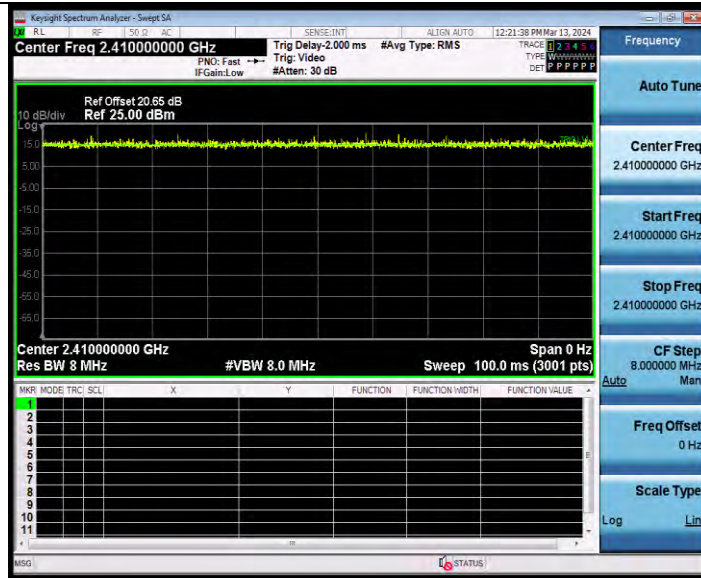 Keysight Spectrum Analyzer - Swept SA
RL RF 50 Ω AC SENSE:INT ALIGN AUTO 12:21:38 PM Mar 13, 2024
Center Freq 2.410000000 GHz
PNO: Fast
IFGain:Low
Trig Delay-2.000 ms
Trig: Video
#Atten: 30 dB
#Avg Type: RMS
TRACE 1 2 3 4 5 6
TYPE WWWWWW
DET P P P P P P
Ref Offset 20.65 dB
10 dB/div Ref 25.00 dBm
Log
15.0
5.00
-5.00
-15.0
-25.0
-35.0
-45.0
-55.0
-65.0
Center 2.410000000 GHz Span 0 Hz
Res BW 8 MHz #VBW 8.0 MHz Sweep 100.0 ms (3001 pts)
MKR MODE TRC SCL X Y FUNCTION FUNCTION WIDTH FUNCTION VALUE
1
2
3
4
5
6
7
8
9
10
11
MSG STATUS
Frequency
Auto Tune
Center Freq
2.410000000 GHz
Start Freq
2.410000000 GHz
Stop Freq
2.410000000 GHz
CF Step
8.000000 MHz
Auto Man
Freq Offset
0 Hz
Scale Type
Log Lin